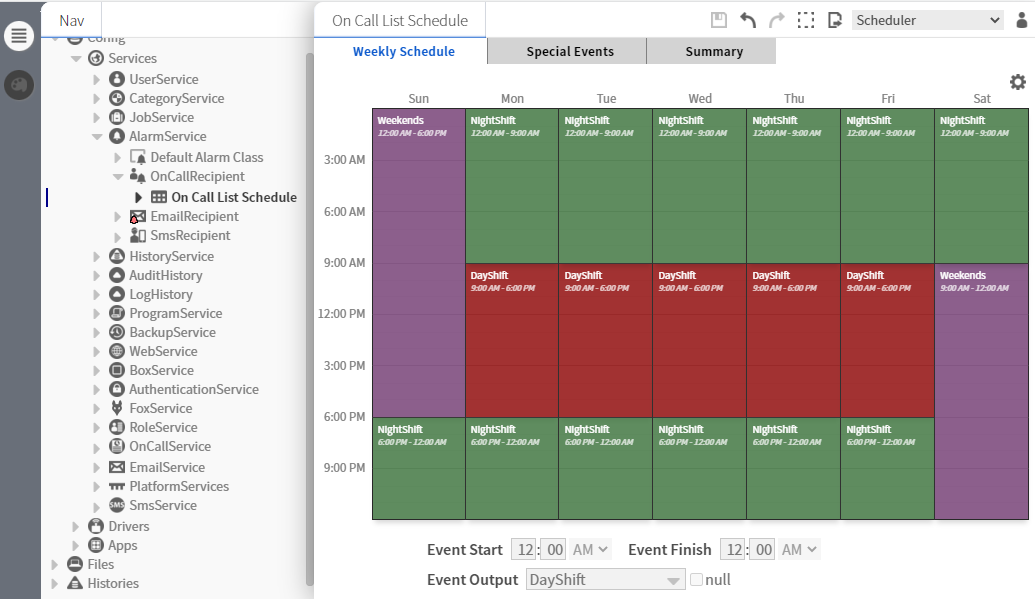 Nav
Config
Services
UserService
CategoryService
JobService
AlarmService
Default Alarm Class
OnCallRecipient
On Call List Schedule
EmailRecipient
SmsRecipient
HistoryService
AuditHistory
LogHistory
ProgramService
BackupService
WebService
BoxService
AuthenticationService
FoxService
RoleService
OnCallService
EmailService
PlatformServices
SMS SmsService
Drivers
Apps
Files
Histories
On Call List Schedule
Scheduler
Weekly Schedule Special Events Summary
Sun Mon Tue Wed Thu Fri Sat
Weekends NightShift NightShift NightShift NightShift NightShift NightShift
12:00 AM - 6:00 PM 12:00 AM - 9:00 AM 12:00 AM - 9:00 AM 12:00 AM - 9:00 AM 12:00 AM - 9:00 AM 12:00 AM - 9:00 AM 12:00 AM - 9:00 AM
3:00 AM
6:00 AM
9:00 AM
DayShift DayShift DayShift DayShift DayShift Weekends
9:00 AM - 6:00 PM 9:00 AM - 6:00 PM 9:00 AM - 6:00 PM 9:00 AM - 6:00 PM 9:00 AM - 6:00 PM 9:00 AM - 12:00 AM
12:00 PM
3:00 PM
6:00 PM
NightShift NightShift NightShift NightShift NightShift NightShift
6:00 PM - 12:00 AM 6:00 PM - 12:00 AM 6:00 PM - 12:00 AM 6:00 PM - 12:00 AM 6:00 PM - 12:00 AM 6:00 PM - 12:00 AM
9:00 PM
Event Start 12 : 00 AM Event Finish 12 : 00 AM
Event Output DayShift null